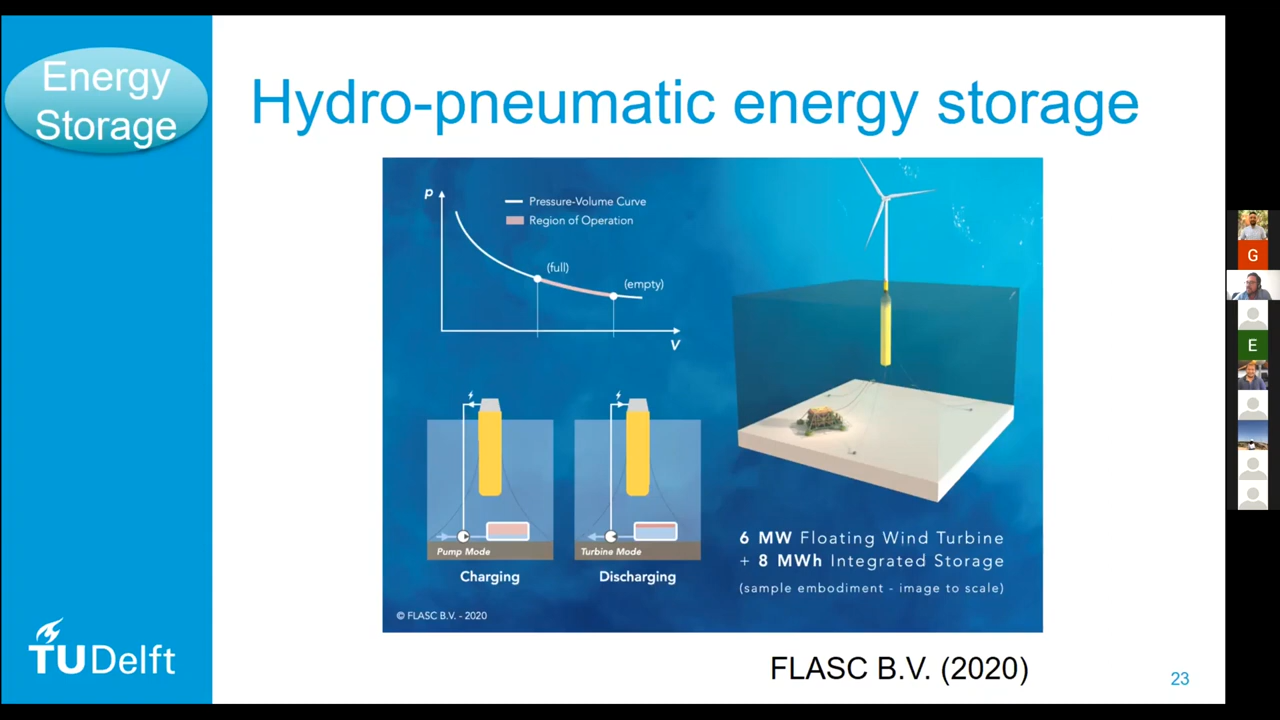 Energy
Storage
Hydro-pneumatic energy storage
P
Pressure-Volume Curve
Region of Operation
(full)
(empty)
V
Pump Mode
Turbine Mode
Charging
Discharging
6 MW Floating Wind Turbine
+ 8 MWh Integrated Storage
(sample embodiment - image to scale)
© FLASC B.V. - 2020
FLASC B.V. (2020)
TUDelft
23
G
E